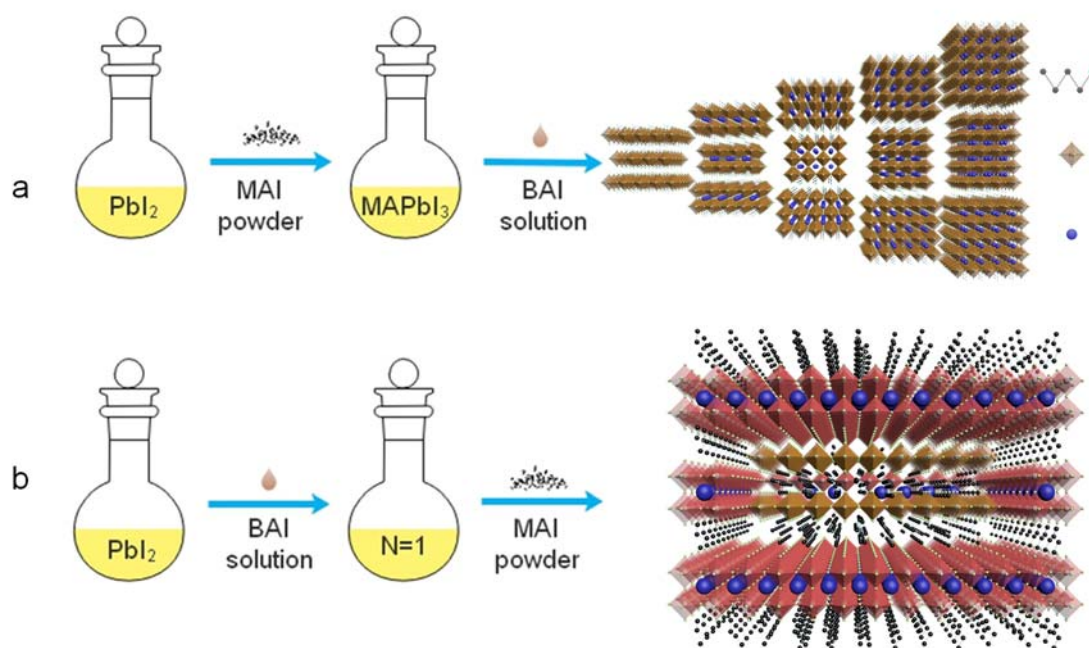 a
PbI₂
MAI
powder
MAPbI₃
BAI
solution
b
PbI₂
BAI
solution
N=1
MAI
powder